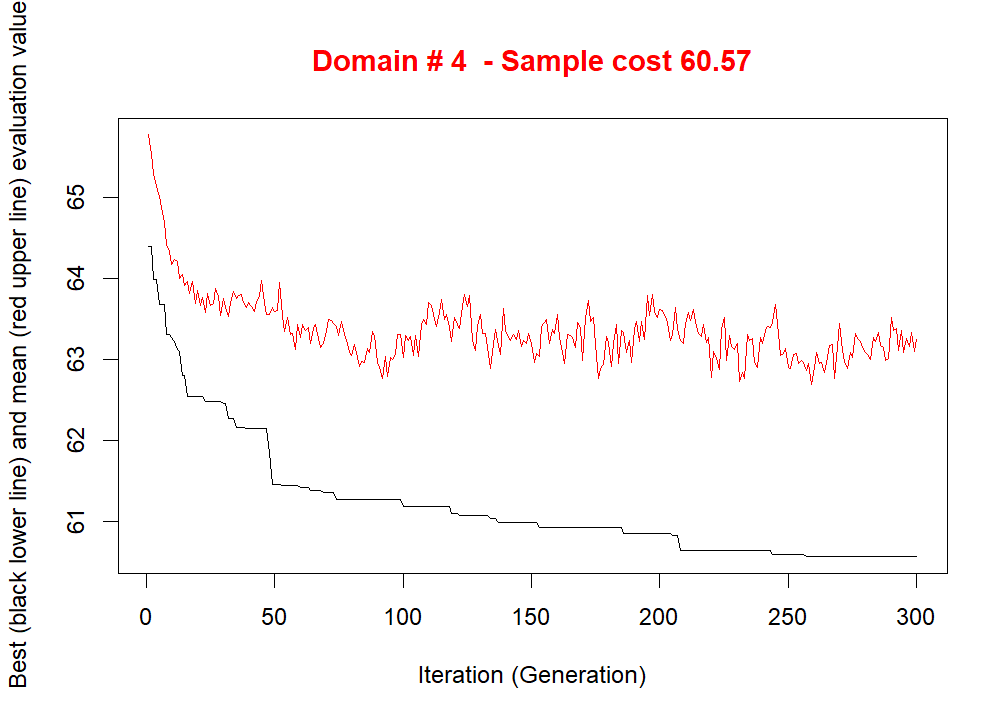 Domain # 4  - Sample cost 60.57
Best (black lower line) and mean (red upper line) evaluation value
65
64
63
62
61
0 50 100 150 200 250 300
Iteration (Generation)